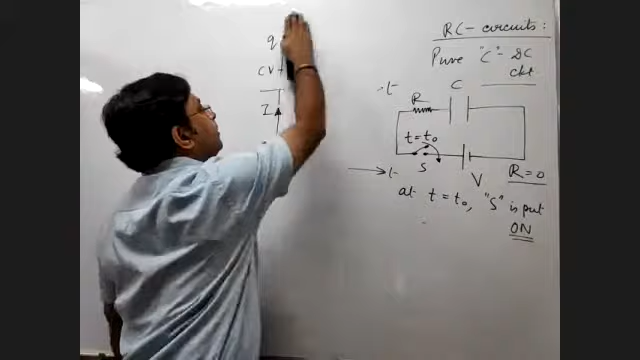 RC-circuits:
Pure "C"- DC
ckt
q
CV
I
R
C
t = t₀
S
V
R = 0
at t = t₀, "S" is put
ON